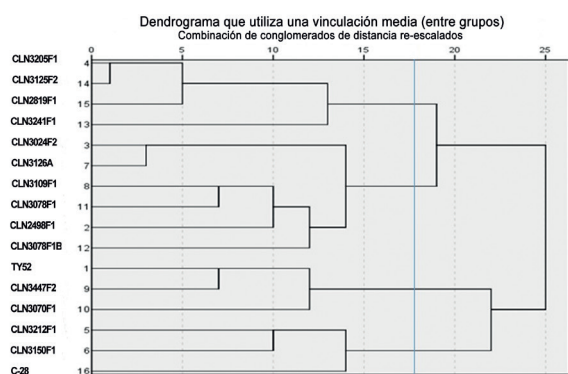 Dendrograma que utiliza una vinculación media (entre grupos)
Combinación de conglomerados de distancia re-escalados
0 5 10 15 20 25
CLN3205F1 4
CLN3125F2 14
CLN2819F1 15
CLN3241F1 13
CLN3024F2 3
CLN3126A 7
CLN3109F1 8
CLN3078F1 11
CLN2498F1 2
CLN3078F1B 12
TY52 1
CLN3447F2 9
CLN3070F1 10
CLN3212F1 5
CLN3150F1 6
C-28 16